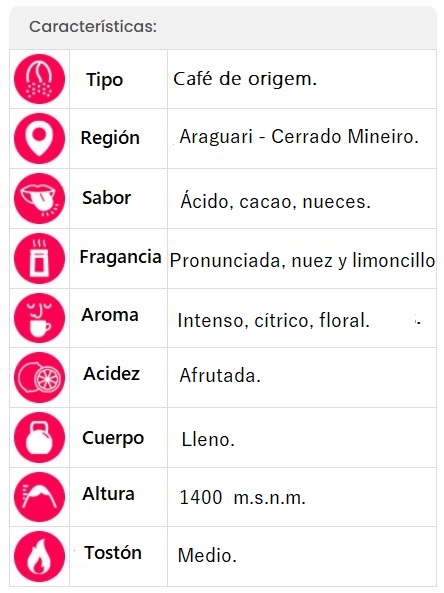 Características:
Tipo Café de origem.
Región Araguari - Cerrado Mineiro.
Sabor Ácido, cacao, nueces.
Fragancia Pronunciada, nuez y limoncillo
Aroma Intenso, cítrico, floral.
Acidez Afrutada.
Cuerpo Lleno.
Altura 1400 m.s.n.m.
Tostón Medio.